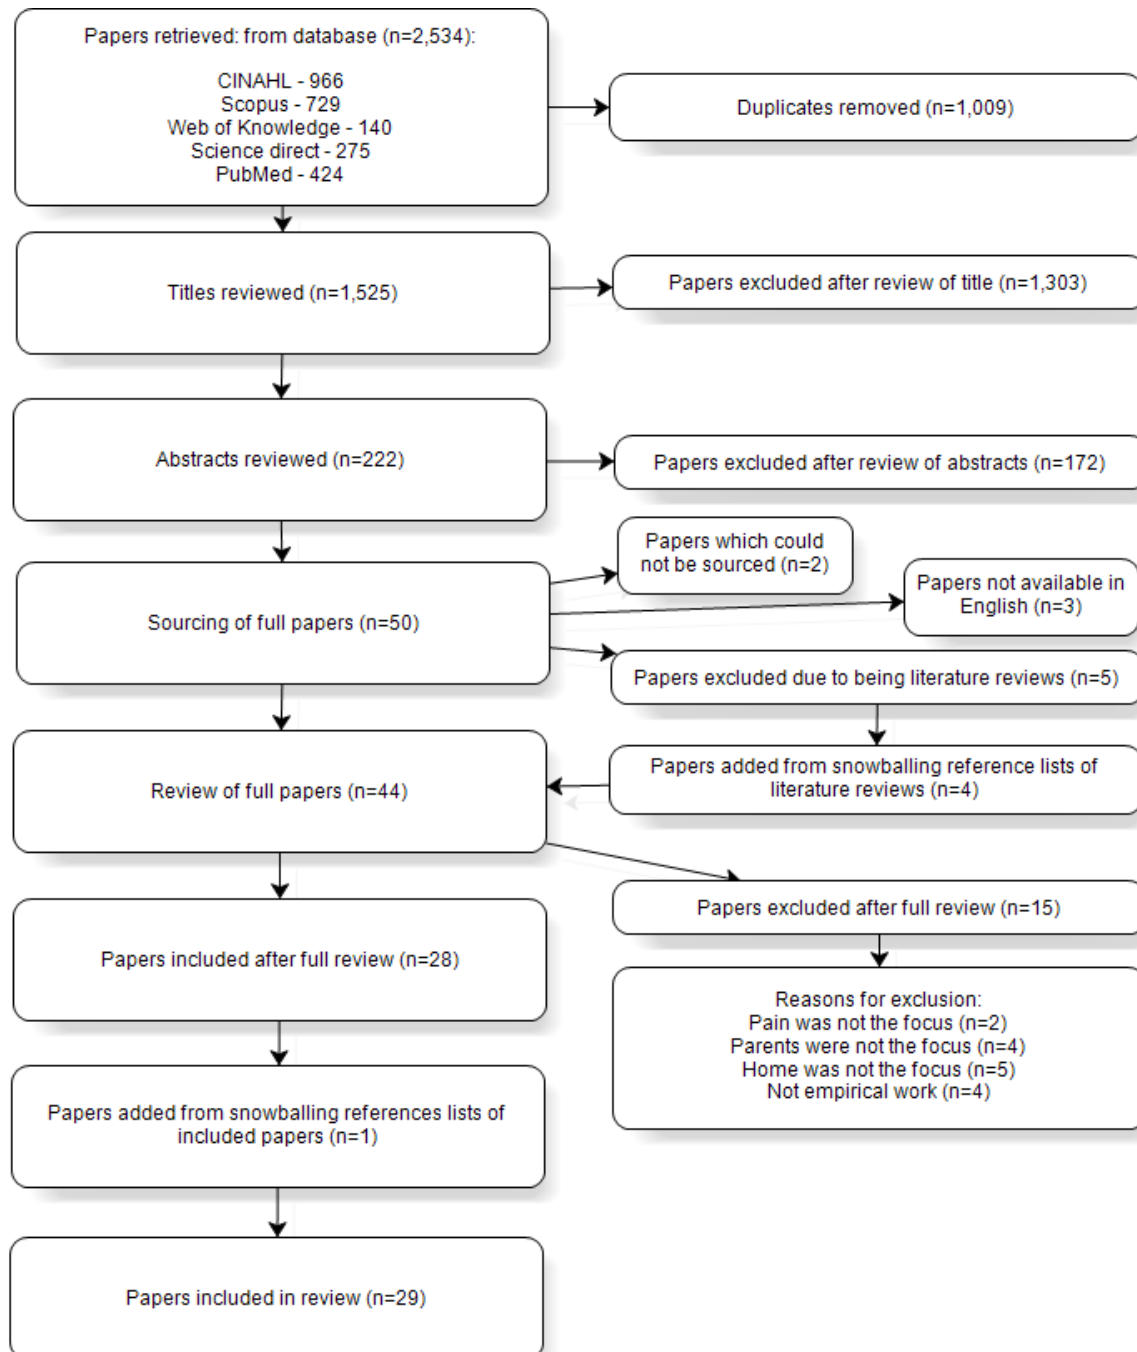 Papers retrieved: from database (n=2,534):
CINAHL - 966
Scopus - 729
Web of Knowledge - 140
Science direct - 275
PubMed - 424
Duplicates removed (n=1,009)
Titles reviewed (n=1,525)
Papers excluded after review of title (n=1,303)
Abstracts reviewed (n=222)
Papers excluded after review of abstracts (n=172)
Papers which could
not be sourced (n=2)
Papers not available in
English (n=3)
Sourcing of full papers (n=50)
Papers excluded due to being literature reviews (n=5)
Papers added from snowballing reference lists of
literature reviews (n=4)
Review of full papers (n=44)
Papers excluded after full review (n=15)
Papers included after full review (n=28)
Reasons for exclusion:
Pain was not the focus (n=2)
Parents were not the focus (n=4)
Home was not the focus (n=5)
Not empirical work (n=4)
Papers added from snowballing references lists of
included papers (n=1)
Papers included in review (n=29)